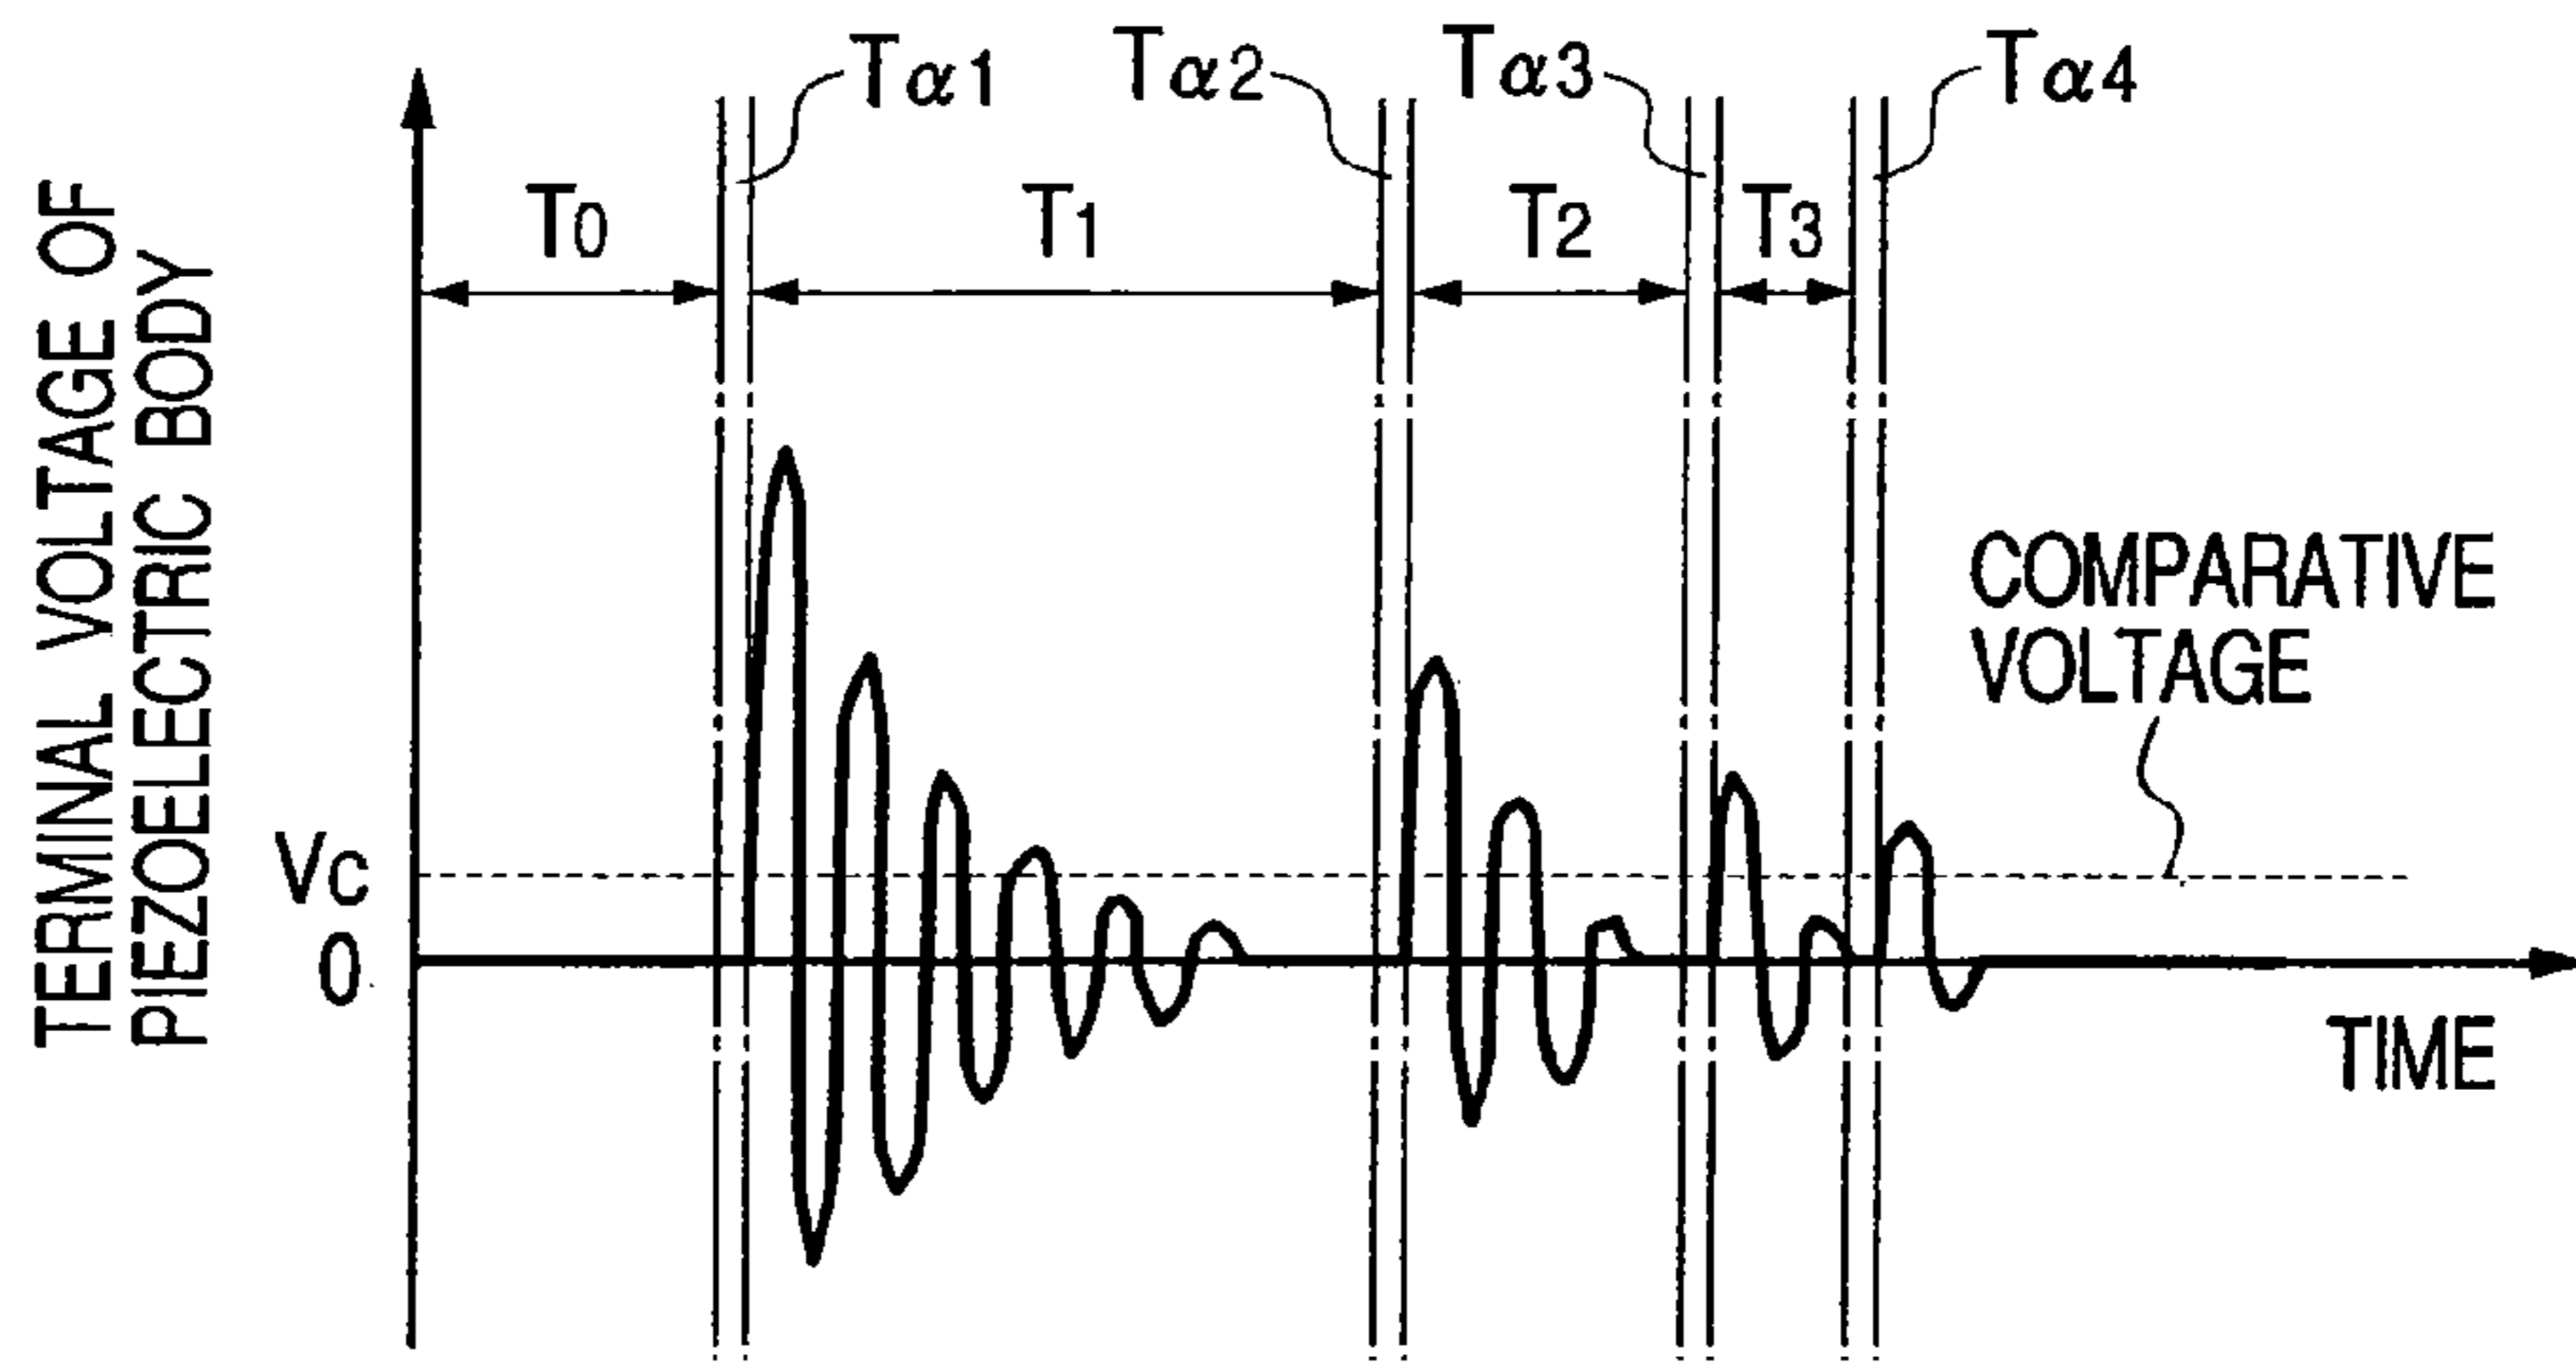 Tα1
Tα2
Tα3
Tα4
T0
T1
T2
T3
TERMINAL VOLTAGE OF
PIEZOELECTRIC BODY
COMPARATIVE
VOLTAGE
Vc
0
TIME